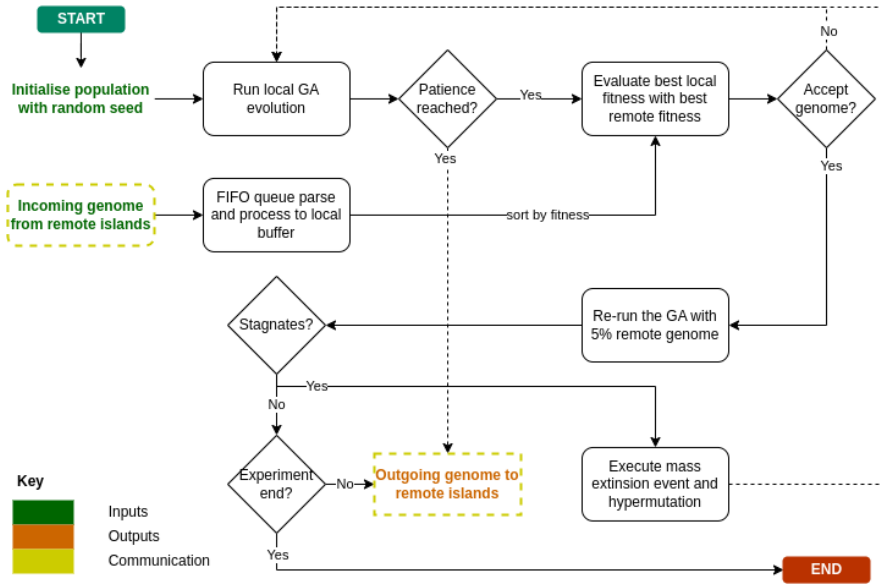 START
No
Initialise population
with random seed
Run local GA
evolution
Patience
reached?
Yes
Evaluate best local
fitness with best
remote fitness
Accept
genome?
Yes
Yes
Incoming genome
from remote islands
FIFO queue parse
and process to local
buffer
sort by fitness
Stagnates?
Re-run the GA with
5% remote genome
Yes
No
Experiment
end?
No
Outgoing genome to
remote islands
Execute mass
extinsion event and
hypermutation
Key
Inputs
Outputs
Communication
Yes
END